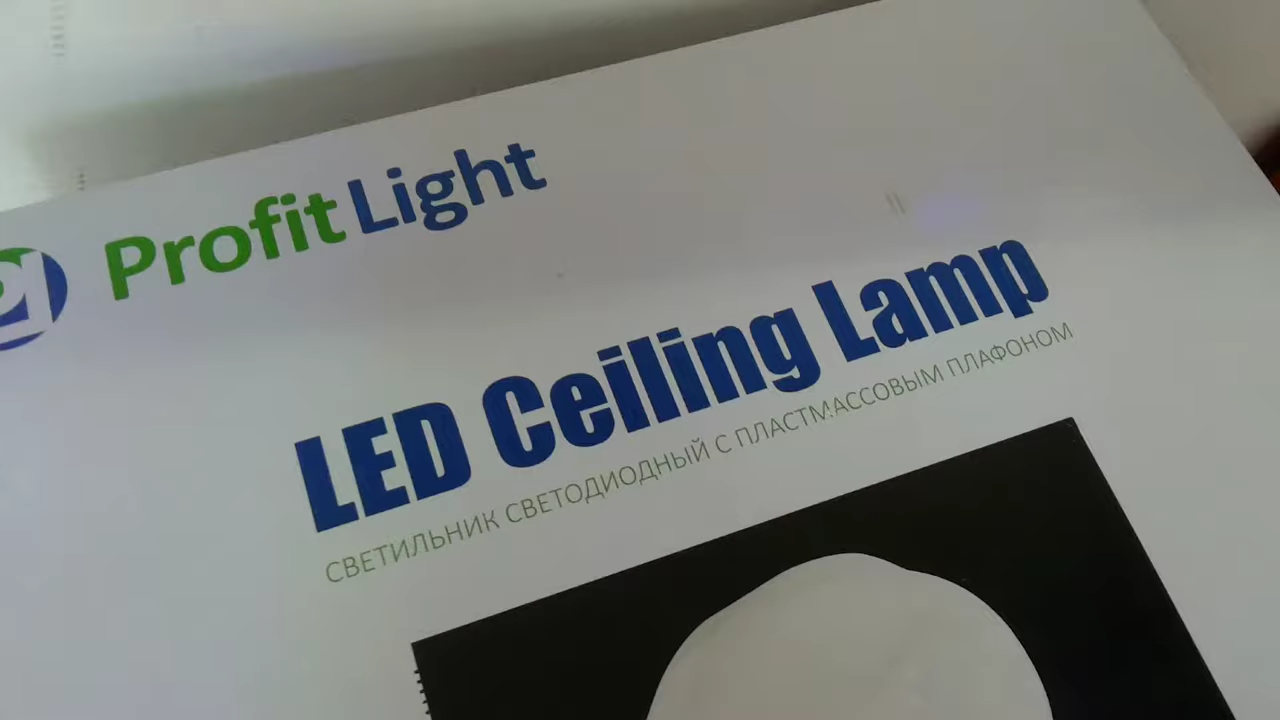 Profit Light
LED Ceiling Lamp
СВЕТИЛЬНИК СВЕТОДИОДНЫЙ С ПЛАСТМАССОВЫМ ПЛАФОНОМ